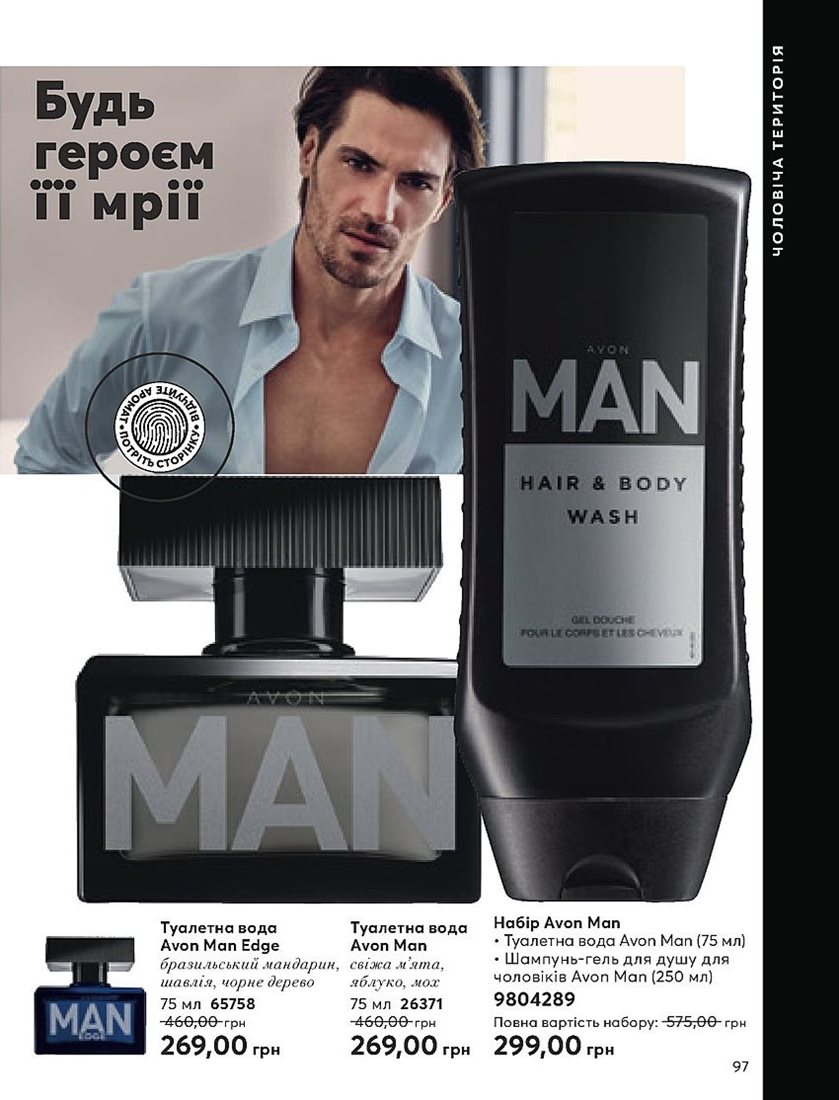 ЧОЛОВІЧА ТЕРИТОРІЯ
Будь
героєм
її мрії
ВІДЧУЙТЕ АРОМАТ • ПОТРІТЬ СТОРІНКУ •
AVON
MAN
HAIR & BODY
WASH
GEL DOUCHE
POUR LE CORPS ET LES CHEVEUX
AVON
MAN
MAN
EDGE
Туалетна вода
Avon Man Edge
бразильський мандарин,
шавлія, чорне дерево
75 мл 65758
460,00 грн
269,00 грн
Туалетна вода
Avon Man
свіжа м'ята,
яблуко, мох
75 мл 26371
460,00 грн
269,00 грн
Набір Avon Man
• Туалетна вода Avon Man (75 мл)
• Шампунь-гель для душу для
чоловіків Avon Man (250 мл)
9804289
Повна вартість набору: 575,00 грн
299,00 грн
97